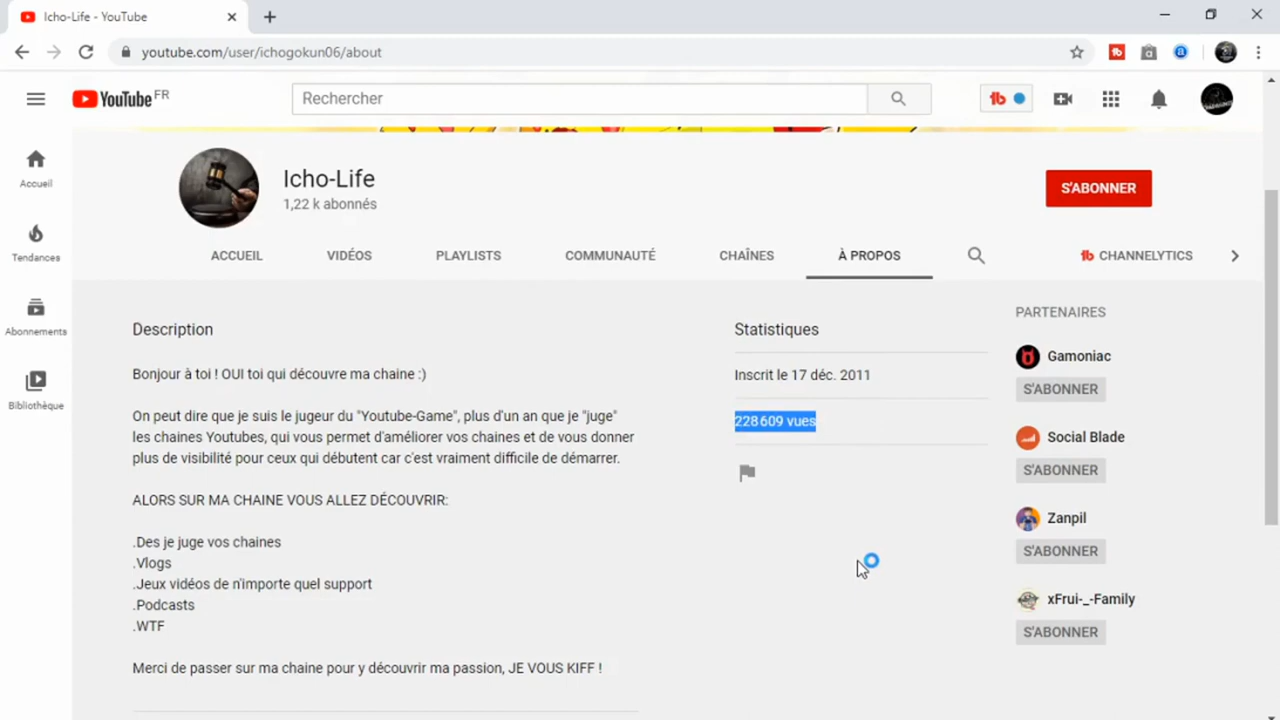 Icho-Life - YouTube
youtube.com/user/ichogokun06/about
YouTube FR
Rechercher
Accueil
Tendances
Abonnements
Bibliothèque
Icho-Life
1,22 k abonnés
S'ABONNER
ACCUEIL VIDÉOS PLAYLISTS COMMUNAUTÉ CHAÎNES À PROPOS CHANNELYTICS
Description
Bonjour à toi ! OUI toi qui découvre ma chaine :)
On peut dire que je suis le jugeur du "Youtube-Game", plus d'un an que je "juge"
les chaines Youtubes, qui vous permet d'améliorer vos chaines et de vous donner
plus de visibilité pour ceux qui débutent car c'est vraiment difficile de démarrer.
ALORS SUR MA CHAINE VOUS ALLEZ DÉCOUVRIR:
.Des je juge vos chaines
.Vlogs
.Jeux vidéos de n'importe quel support
.Podcasts
.WTF
Merci de passer sur ma chaine pour y découvrir ma passion, JE VOUS KIFF !
Statistiques
Inscrit le 17 déc. 2011
228 609 vues
PARTENAIRES
Gamoniac
S'ABONNER
Social Blade
S'ABONNER
Zanpil
S'ABONNER
xFrui-_-Family
S'ABONNER